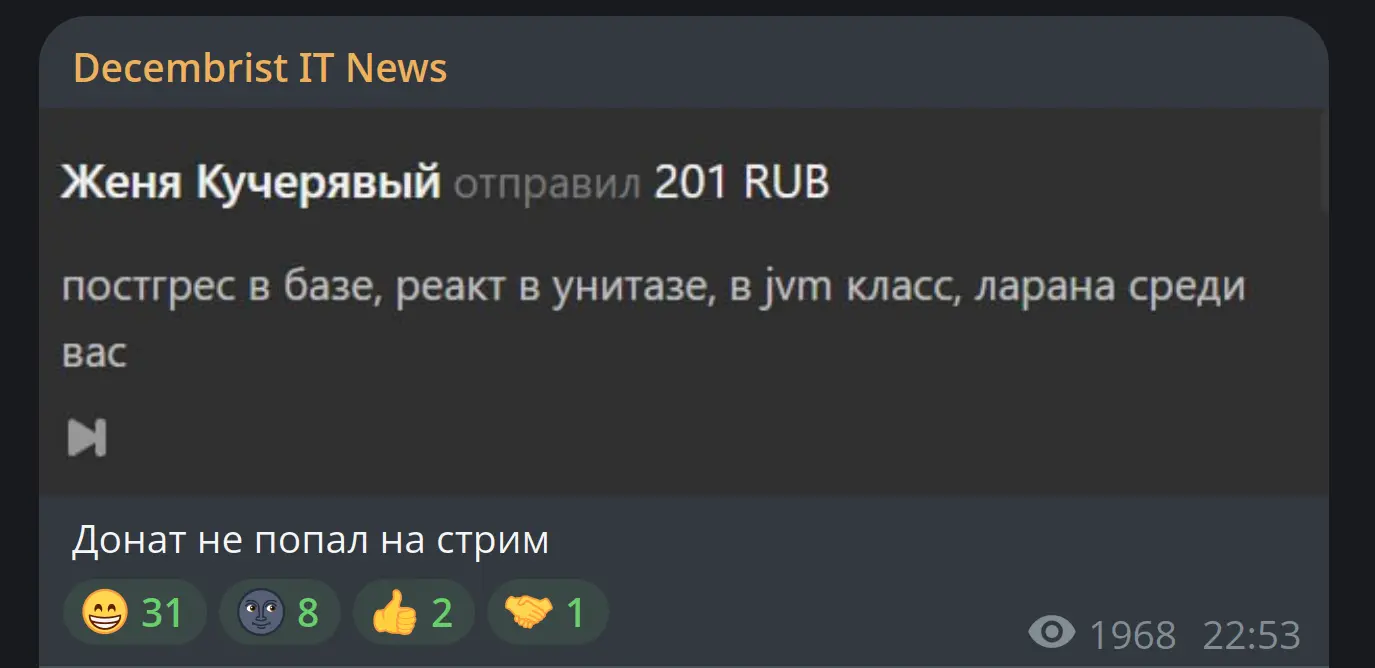 Decembrist IT News
Женя Кучерявый отправил 201 RUB
постгрес в базе, реакт в унитазе, в jvm класс, ларана среди
вас
Донат не попал на стрим
31 8 2 1 1968 22:53